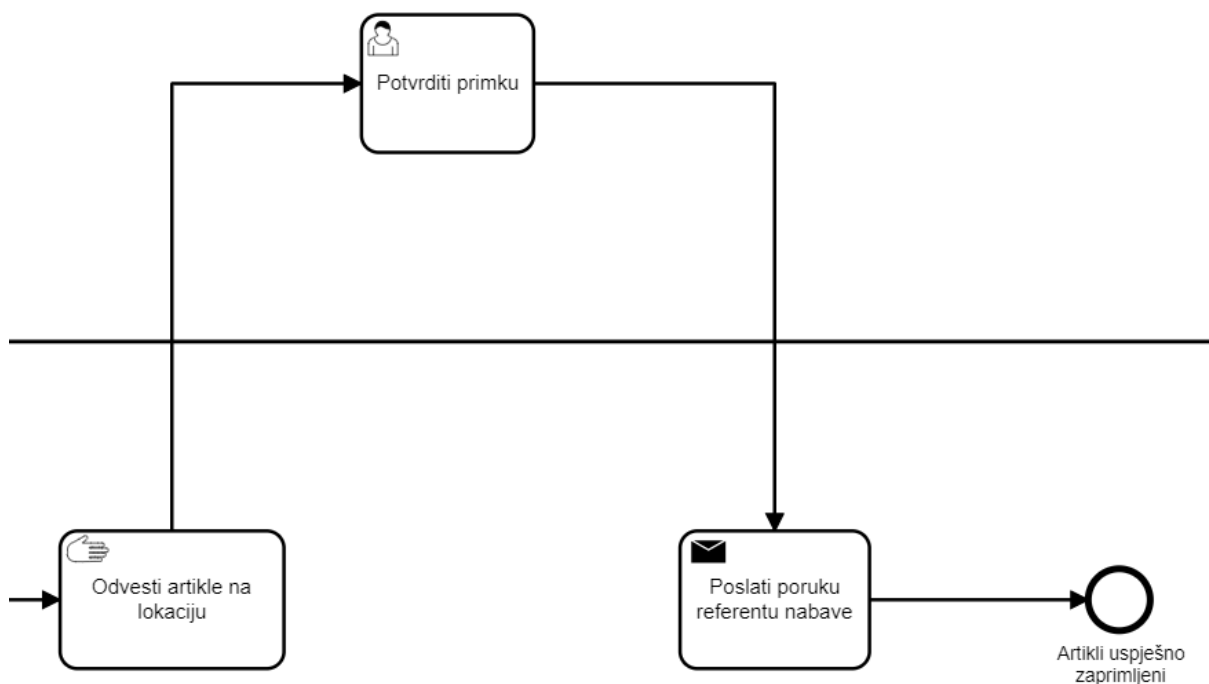 Potvrditi primku
Odvesti artikle na
lokaciju
Poslati poruku
referentu nabave
Artikli uspješno
zaprimljeni